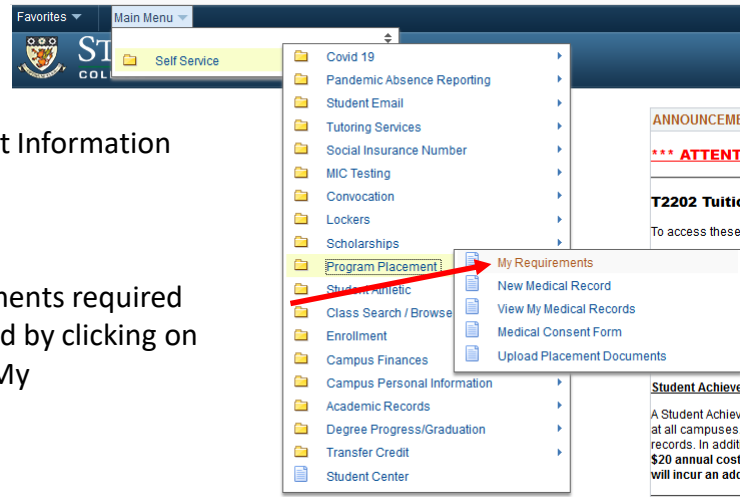 Favorites
Main Menu
Self Service
Covid 19
Pandemic Absence Reporting
Student Email
Tutoring Services
Social Insurance Number
MIC Testing
Convocation
Lockers
Scholarships
Program Placement
Student Athletic
Class Search / Browse
Enrollment
Campus Finances
Campus Personal Information
Academic Records
Degree Progress/Graduation
Transfer Credit
Student Center
My Requirements
New Medical Record
View My Medical Records
Medical Consent Form
Upload Placement Documents
t Information
ments required
d by clicking on
My
ANNOUNCEME
*** ATTENT
T2202 Tuitio
To access these
Student Achieve
A Student Achiev
at all campuses.
records. In additi
$20 annual cost
will incur an add